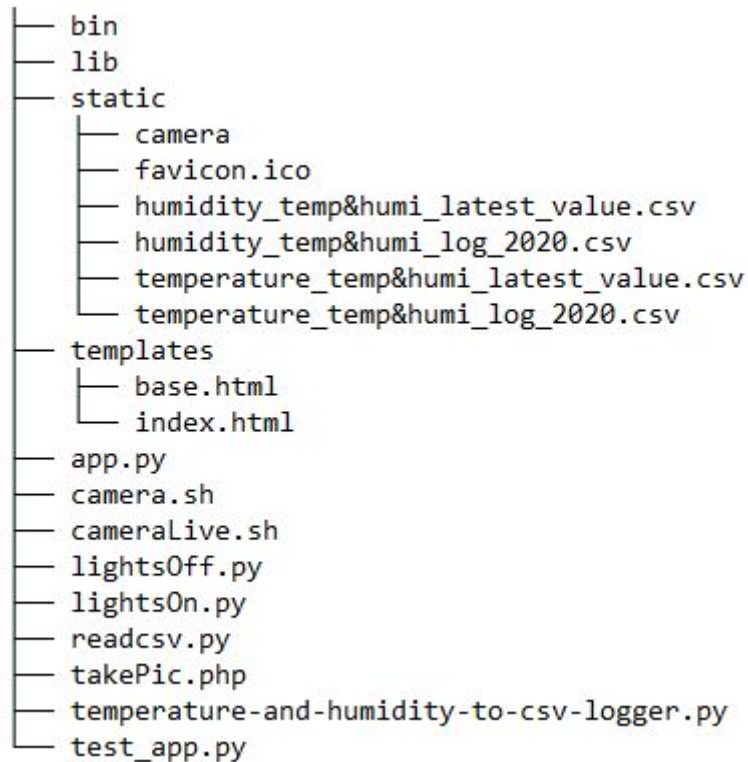 bin
lib
static
camera
favicon.ico
humidity_temp&humi_latest_value.csv
humidity_temp&humi_log_2020.csv
temperature_temp&humi_latest_value.csv
temperature_temp&humi_log_2020.csv
templates
base.html
index.html
app.py
camera.sh
cameraLive.sh
lightsOff.py
lightsOn.py
readcsv.py
takePic.php
temperature-and-humidity-to-csv-logger.py
test_app.py